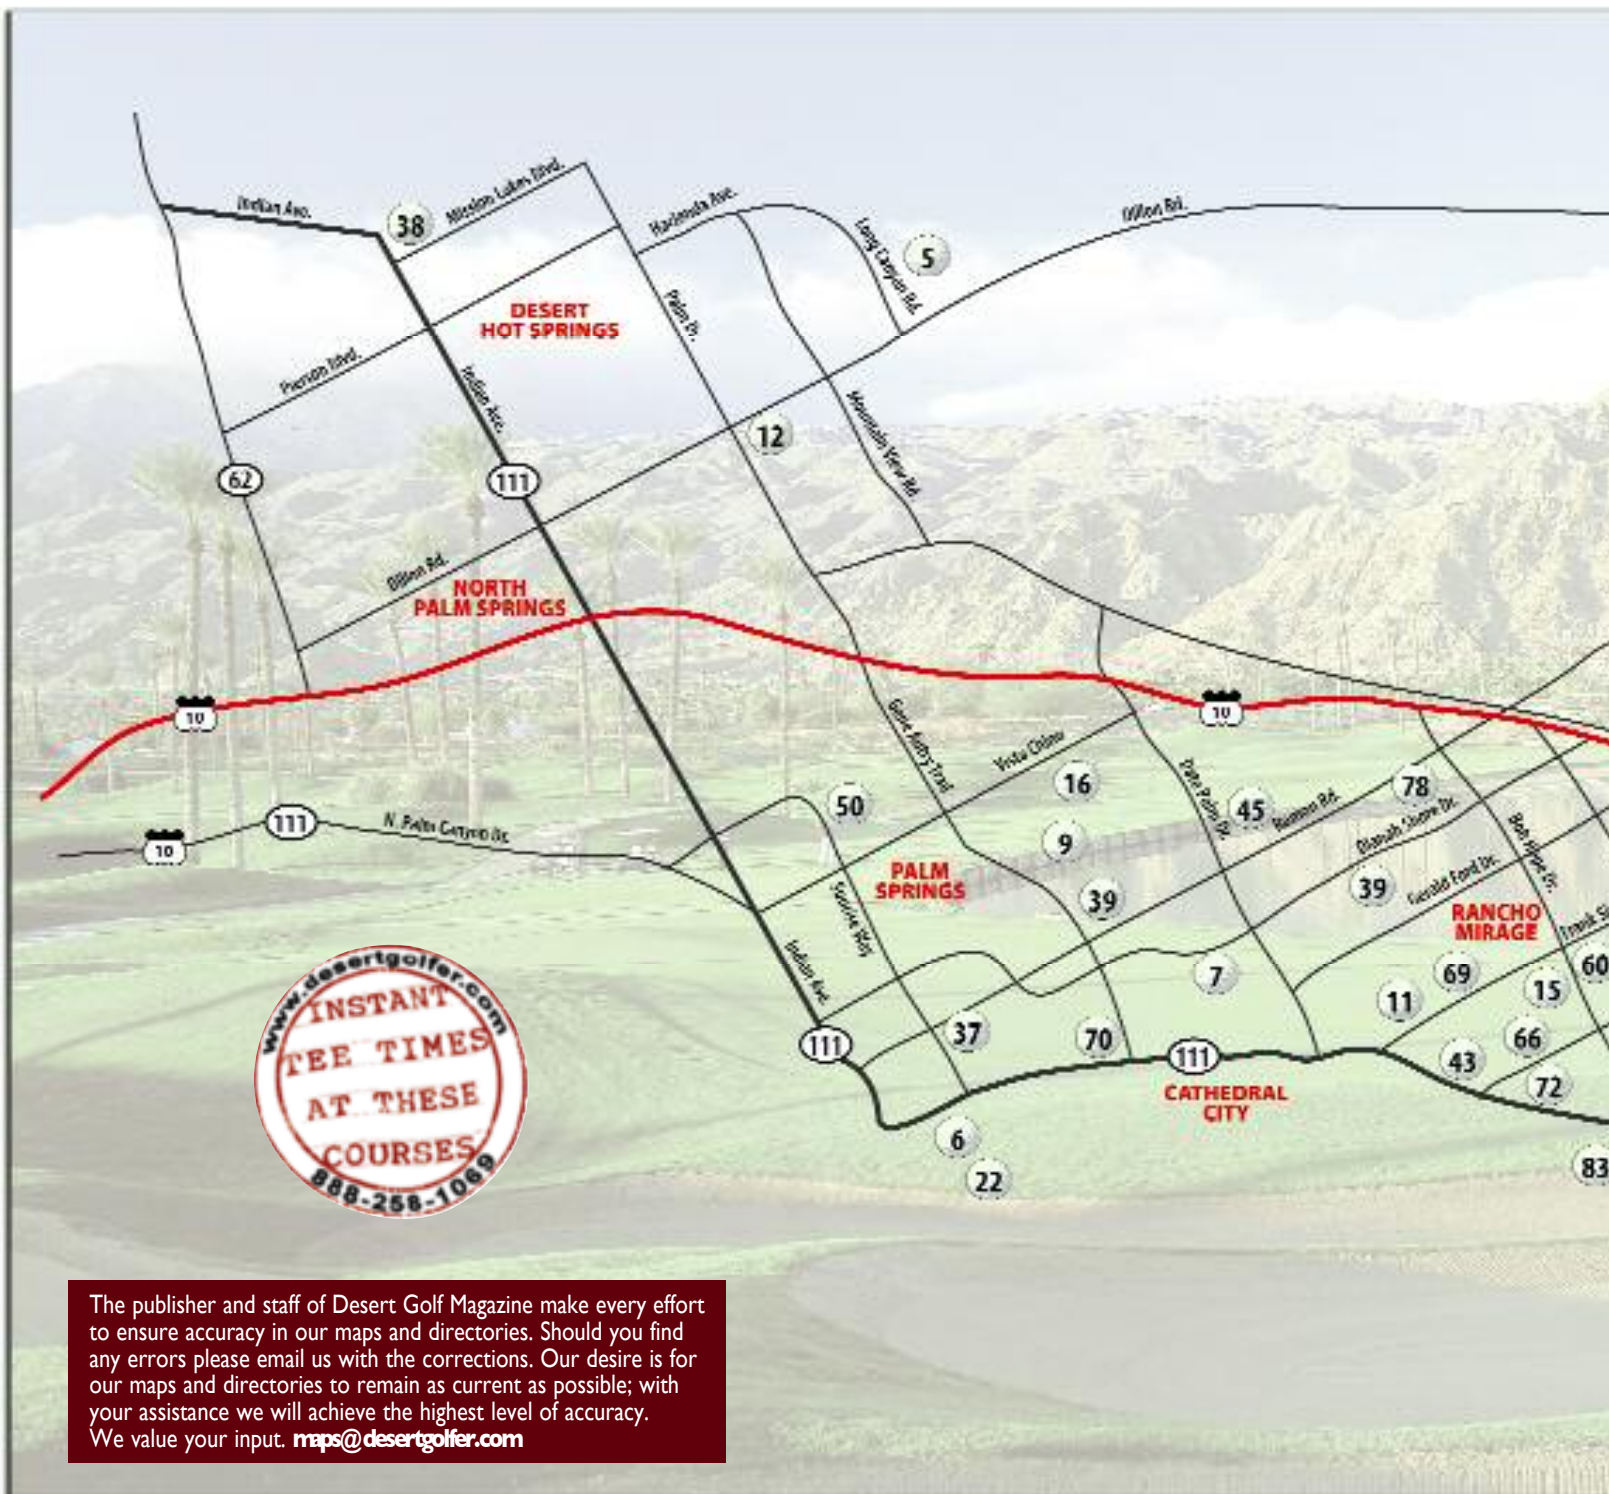 Indian Ave.
38
Mission Lakes Blvd.
Hacienda Ave.
Long Canyon Rd.
5
Dillon Rd.
DESERT
HOT SPRINGS
Palm Dr.
Pierson Blvd.
Indian Ave.
12
Mountain View Rd
62
111
Dillon Rd.
NORTH
PALM SPRINGS
10
10
Gene Autry Trail
Vista Chino
16
Date Palm Dr.
45
Ramon Rd.
78
Dianah Shore Dr.
Bob Hope Dr.
50
111
N. Palm Canyon Dr.
10
9
PALM
SPRINGS
Sunrise Way
39
39
Gerald Ford Dr.
RANCHO
MIRAGE
Frank Si
60
Indian Ave.
7
69
11
15
37
70
111
111
66
43
72
CATHEDRAL
CITY
6
22
83
www.desertgolfer.com
INSTANT
TEE TIMES
AT THESE
COURSES
888-258-1069
The publisher and staff of Desert Golf Magazine make every effort
to ensure accuracy in our maps and directories. Should you find
any errors please email us with the corrections. Our desire is for
our maps and directories to remain as current as possible; with
your assistance we will achieve the highest level of accuracy.
We value your input. maps@desertgolfer.com